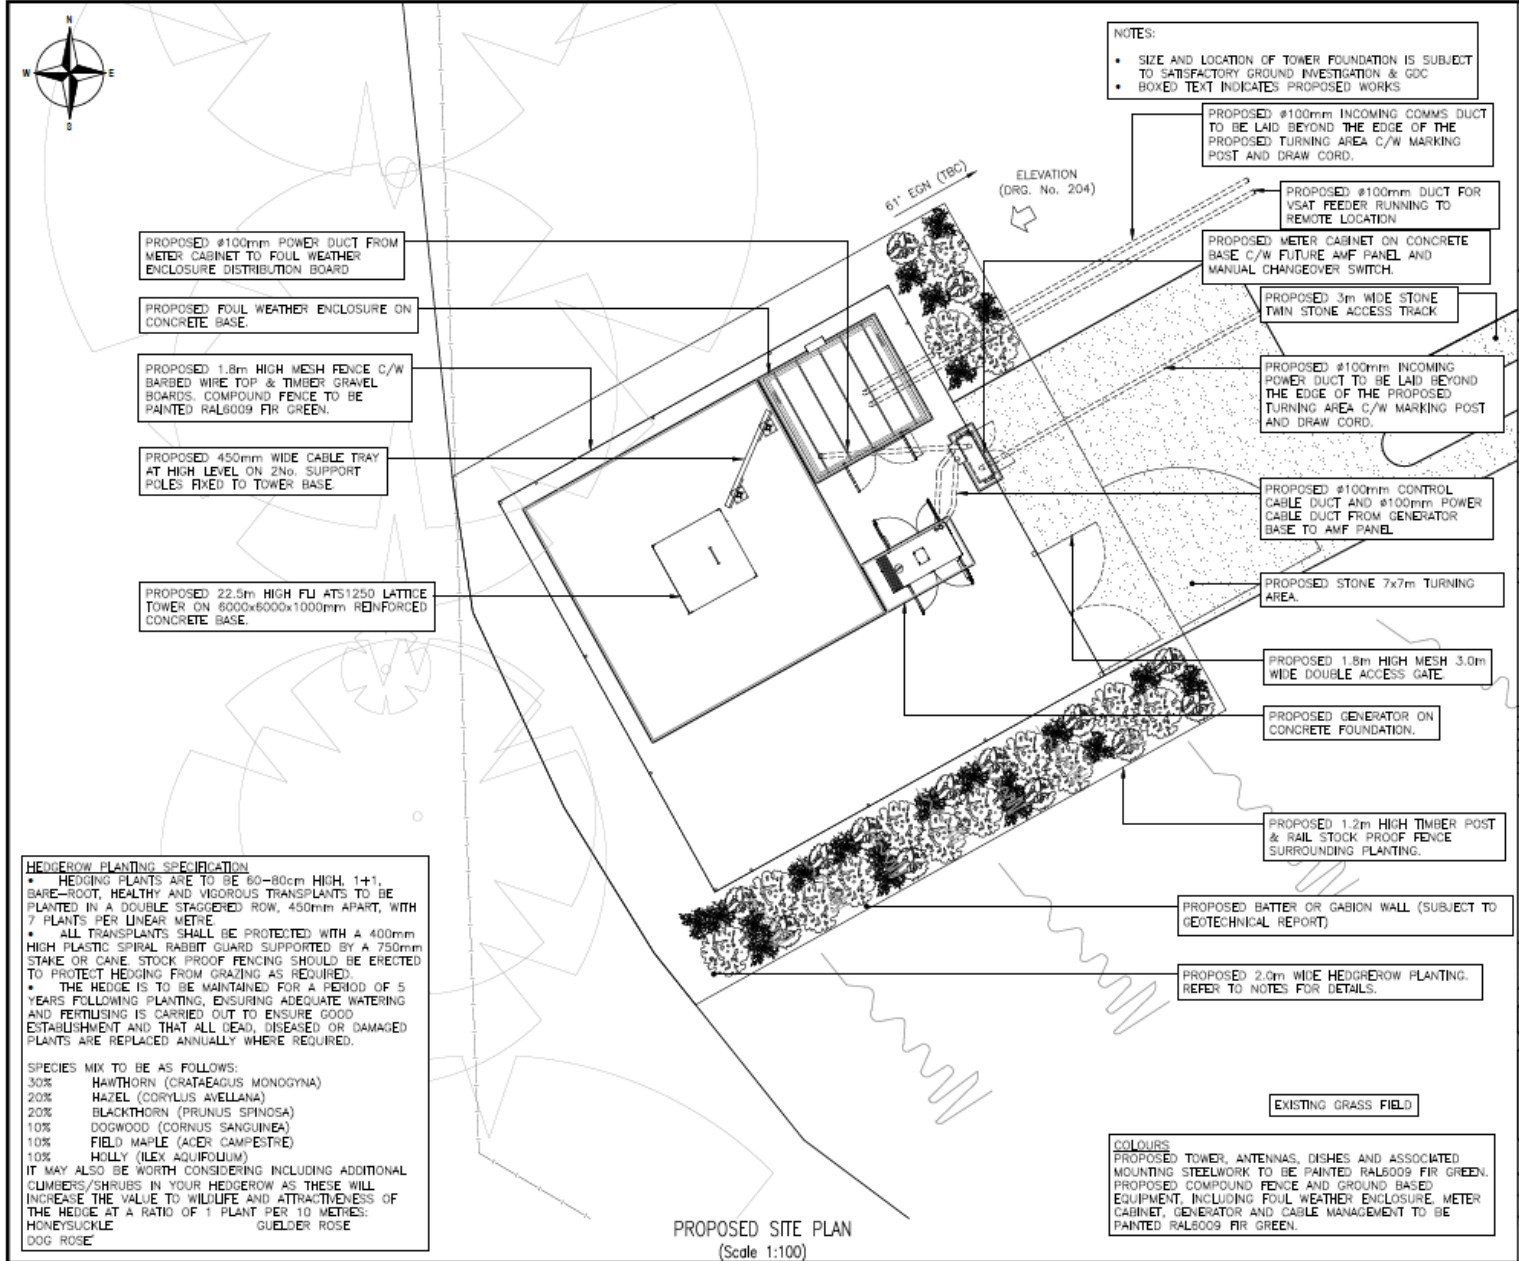 N
W
E
S
NOTES:
• SIZE AND LOCATION OF TOWER FOUNDATION IS SUBJECT
TO SATISFACTORY GROUND INVESTIGATION & GDC
• BOXED TEXT INDICATES PROPOSED WORKS
PROPOSED ø100mm INCOMING COMMS DUCT
TO BE LAID BEYOND THE EDGE OF THE
PROPOSED TURNING AREA C/W MARKING
POST AND DRAW CORD.
61° EGN (TBC)
ELEVATION
(DRG. No. 204)
PROPOSED ø100mm DUCT FOR
VSAT FEEDER RUNNING TO
REMOTE LOCATION
PROPOSED METER CABINET ON CONCRETE
BASE C/W FUTURE AMF PANEL AND
MANUAL CHANGEOVER SWITCH.
PROPOSED 3m WIDE STONE
TWIN STONE ACCESS TRACK
PROPOSED ø100mm INCOMING
POWER DUCT TO BE LAID BEYOND
THE EDGE OF THE PROPOSED
TURNING AREA C/W MARKING POST
AND DRAW CORD.
PROPOSED ø100mm CONTROL
CABLE DUCT AND ø100mm POWER
CABLE DUCT FROM GENERATOR
BASE TO AMF PANEL
PROPOSED STONE 7x7m TURNING
AREA.
PROPOSED 1.8m HIGH MESH 3.0m
WIDE DOUBLE ACCESS GATE.
PROPOSED GENERATOR ON
CONCRETE FOUNDATION.
PROPOSED 1.2m HIGH TIMBER POST
& RAIL STOCK PROOF FENCE
SURROUNDING PLANTING.
PROPOSED BATTER OR GABION WALL (SUBJECT TO
GEOTECHNICAL REPORT)
PROPOSED 2.0m WIDE HEDGREROW PLANTING.
REFER TO NOTES FOR DETAILS.
PROPOSED ø100mm POWER DUCT FROM
METER CABINET TO FOUL WEATHER
ENCLOSURE DISTRIBUTION BOARD
PROPOSED FOUL WEATHER ENCLOSURE ON
CONCRETE BASE.
PROPOSED 1.8m HIGH MESH FENCE C/W
BARBED WIRE TOP & TIMBER GRAVEL
BOARDS. COMPOUND FENCE TO BE
PAINTED RAL6009 FIR GREEN.
PROPOSED 450mm WIDE CABLE TRAY
AT HIGH LEVEL ON 2No. SUPPORT
POLES FIXED TO TOWER BASE.
PROPOSED 22.5m HIGH FLI ATS1250 LATTICE
TOWER ON 6000x6000x1000mm REINFORCED
CONCRETE BASE.
HEDGEROW PLANTING SPECIFICATION
• HEDGING PLANTS ARE TO BE 60-80cm HIGH, 1+1,
BARE-ROOT, HEALTHY AND VIGOROUS TRANSPLANTS TO BE
PLANTED IN A DOUBLE STAGGERED ROW, 450mm APART, WITH
7 PLANTS PER LINEAR METRE.
• ALL TRANSPLANTS SHALL BE PROTECTED WITH A 400mm
HIGH PLASTIC SPIRAL RABBIT GUARD SUPPORTED BY A 750mm
STAKE OR CANE. STOCK PROOF FENCING SHOULD BE ERECTED
TO PROTECT HEDGING FROM GRAZING AS REQUIRED.
• THE HEDGE IS TO BE MAINTAINED FOR A PERIOD OF 5
YEARS FOLLOWING PLANTING, ENSURING ADEQUATE WATERING
AND FERTILISING IS CARRIED OUT TO ENSURE GOOD
ESTABLISHMENT AND THAT ALL DEAD, DISEASED OR DAMAGED
PLANTS ARE REPLACED ANNUALLY WHERE REQUIRED.
SPECIES MIX TO BE AS FOLLOWS:
30% HAWTHORN (CRATAEGUS MONOGYNA)
20% HAZEL (CORYLUS AVELLANA)
20% BLACKTHORN (PRUNUS SPINOSA)
10% DOGWOOD (CORNUS SANGUINEA)
10% FIELD MAPLE (ACER CAMPESTRE)
10% HOLLY (ILEX AQUIFOLIUM)
IT MAY ALSO BE WORTH CONSIDERING INCLUDING ADDITIONAL
CLIMBERS/SHRUBS IN YOUR HEDGEROW AS THESE WILL
INCREASE THE VALUE TO WILDLIFE AND ATTRACTIVENESS OF
THE HEDGE AT A RATIO OF 1 PLANT PER 10 METRES:
HONEYSUCKLE GUELDER ROSE
DOG ROSE
EXISTING GRASS FIELD
COLOURS
PROPOSED TOWER, ANTENNAS, DISHES AND ASSOCIATED
MOUNTING STEELWORK TO BE PAINTED RAL6009 FIR GREEN.
PROPOSED COMPOUND FENCE AND GROUND BASED
EQUIPMENT, INCLUDING FOUL WEATHER ENCLOSURE, METER
CABINET, GENERATOR AND CABLE MANAGEMENT TO BE
PAINTED RAL6009 FIR GREEN.
PROPOSED SITE PLAN
(Scale 1:100)